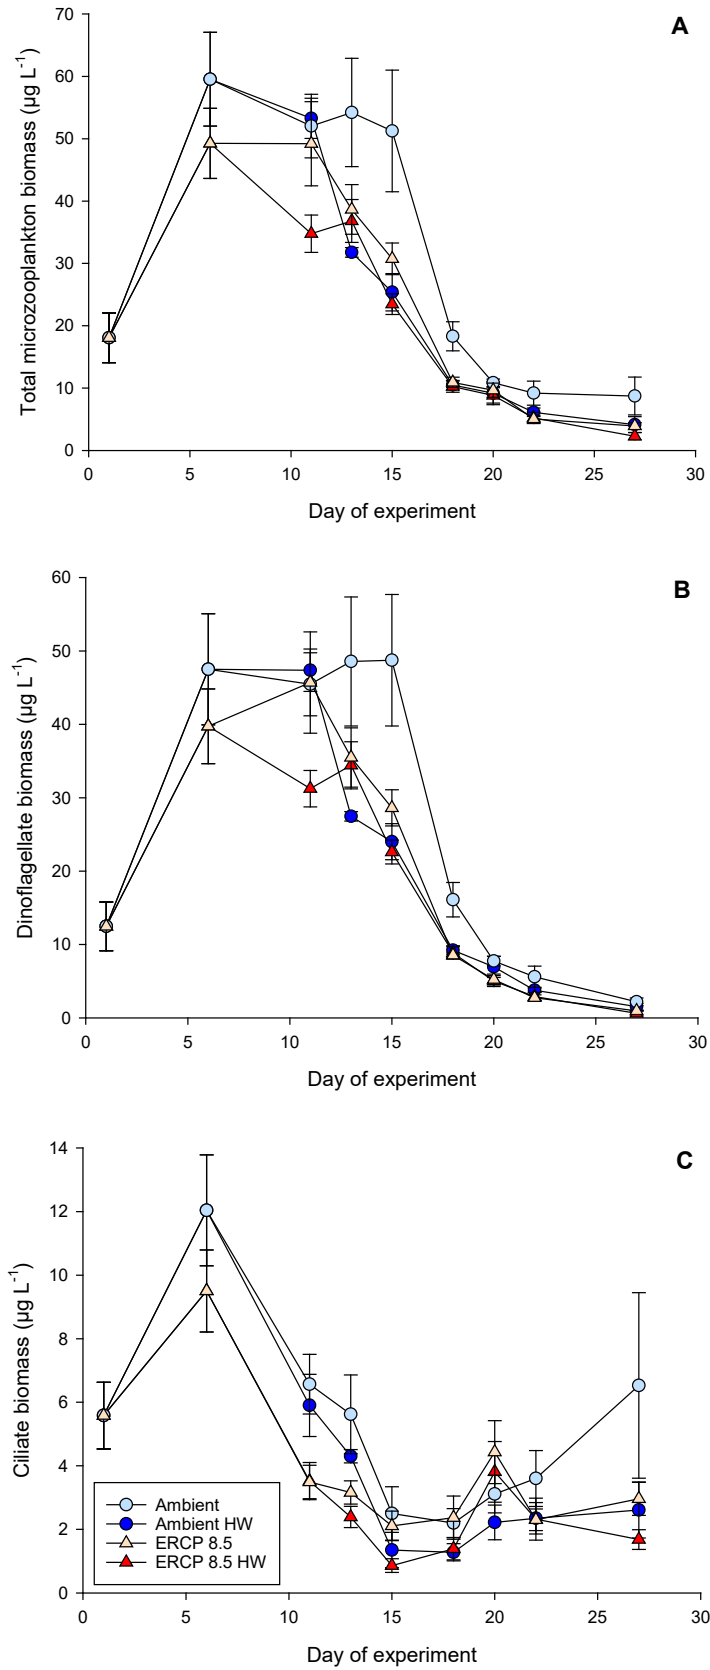 A
Total microzooplankton biomass (µg L⁻¹)
70
60
50
40
30
20
10
0
0 5 10 15 20 25 30
Day of experiment
B
Dinoflagellate biomass (µg L⁻¹)
60
50
40
30
20
10
0
0 5 10 15 20 25 30
Day of experiment
C
Ciliate biomass (µg L⁻¹)
14
12
10
8
6
4
2
0
Ambient
Ambient HW
ERCP 8.5
ERCP 8.5 HW
0 5 10 15 20 25 30
Day of experiment